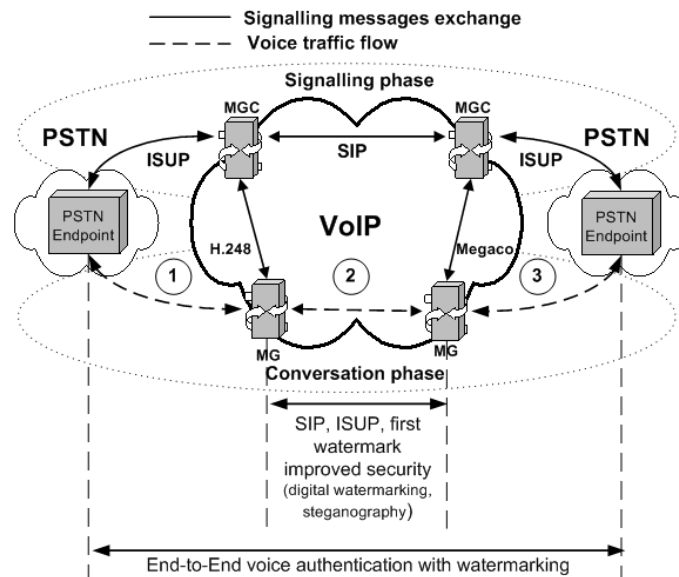 Signalling messages exchange
Voice traffic flow
Signalling phase
MGC
MGC
PSTN
PSTN
ISUP
SIP
ISUP
PSTN
Endpoint
VoIP
PSTN
Endpoint
H.248
Megaco
1
2
3
MG
MG
Conversation phase
SIP, ISUP, first
watermark
improved security
(digital watermarking,
steganography)
End-to-End voice authentication with watermarking